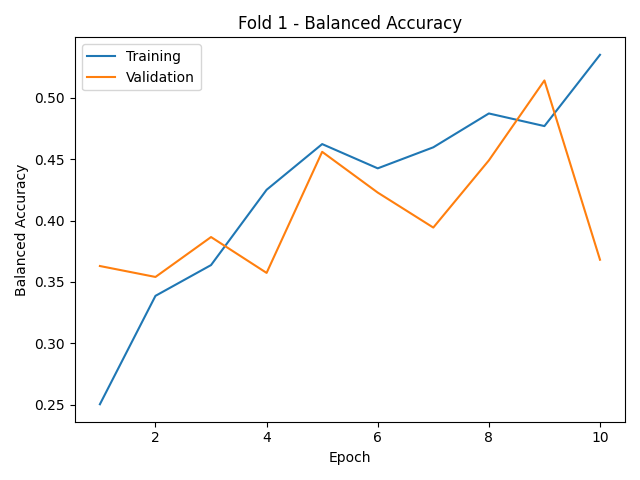 Fold 1 - Balanced Accuracy
Training
Validation
Balanced Accuracy
0.50
0.45
0.40
0.35
0.30
0.25
2
4
6
8
10
Epoch